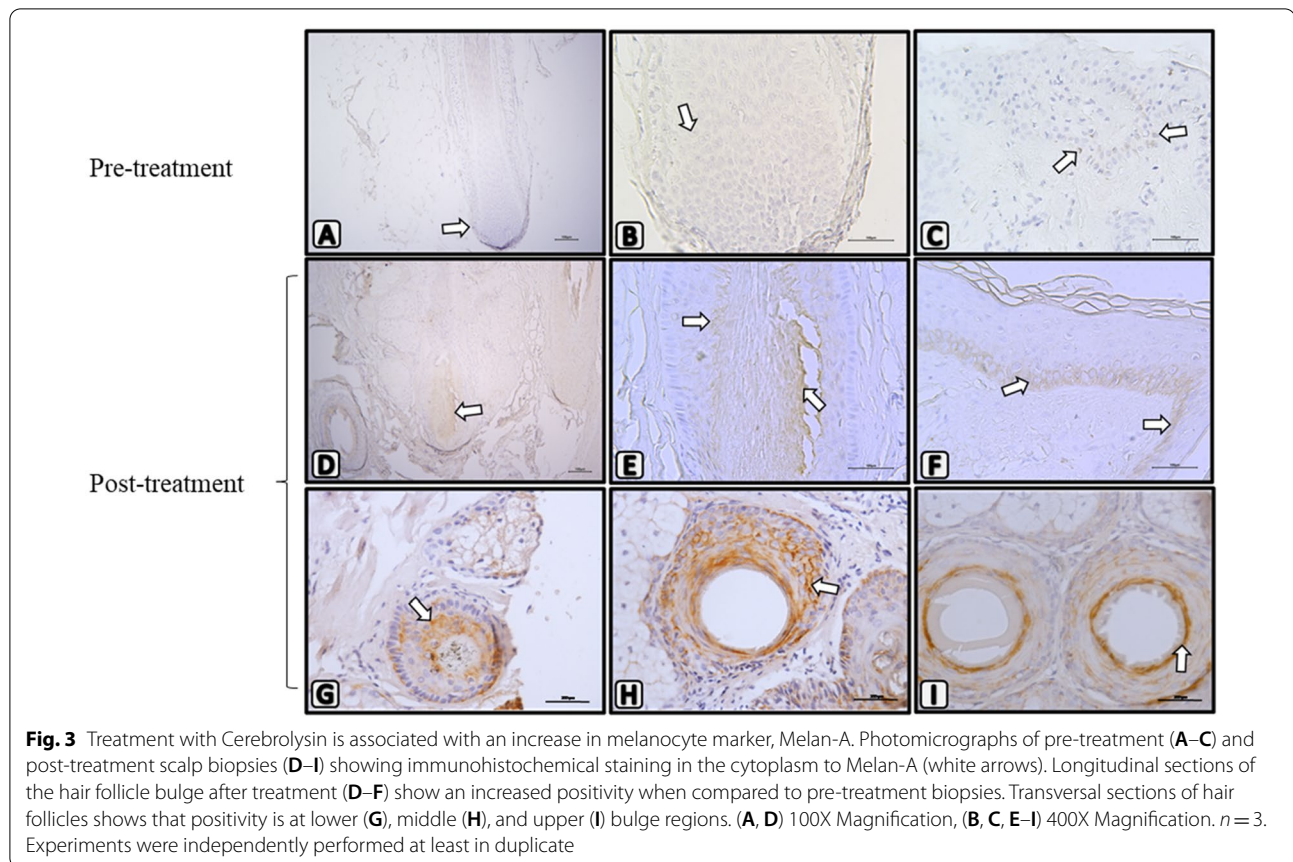 Pre-treatment
A
B
C
Post-treatment
D
E
F
G
H
I
Fig. 3 Treatment with Cerebrolysin is associated with an increase in melanocyte marker, Melan-A. Photomicrographs of pre-treatment (A–C) and
post-treatment scalp biopsies (D–I) showing immunohistochemical staining in the cytoplasm to Melan-A (white arrows). Longitudinal sections of
the hair follicle bulge after treatment (D–F) show an increased positivity when compared to pre-treatment biopsies. Transversal sections of hair
follicles shows that positivity is at lower (G), middle (H), and upper (I) bulge regions. (A, D) 100X Magnification, (B, C, E–I) 400X Magnification. n = 3.
Experiments were independently performed at least in duplicate